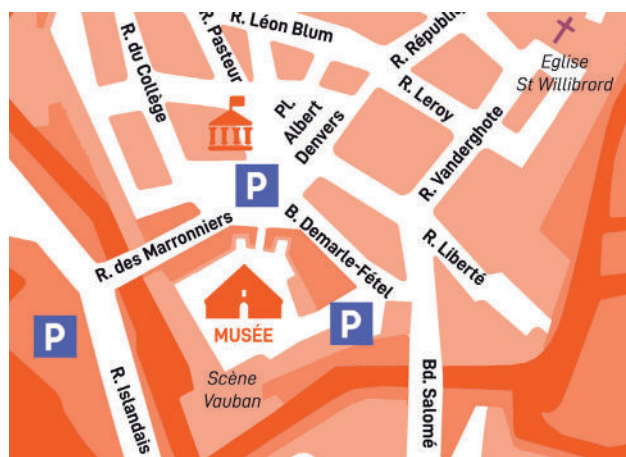 R. du Collège
R. Pasteur
R. Léon Blum
R. Républi
Eglise
St Willibrord
R. Leroy
Pl.
Albert
Denvers
R. Vanderghote
P
B. Demarle-Fétel
R. des Marronniers
R. Liberté
MUSÉE
P
P
Scène
Vauban
R. Islandais
Bd. Salomé